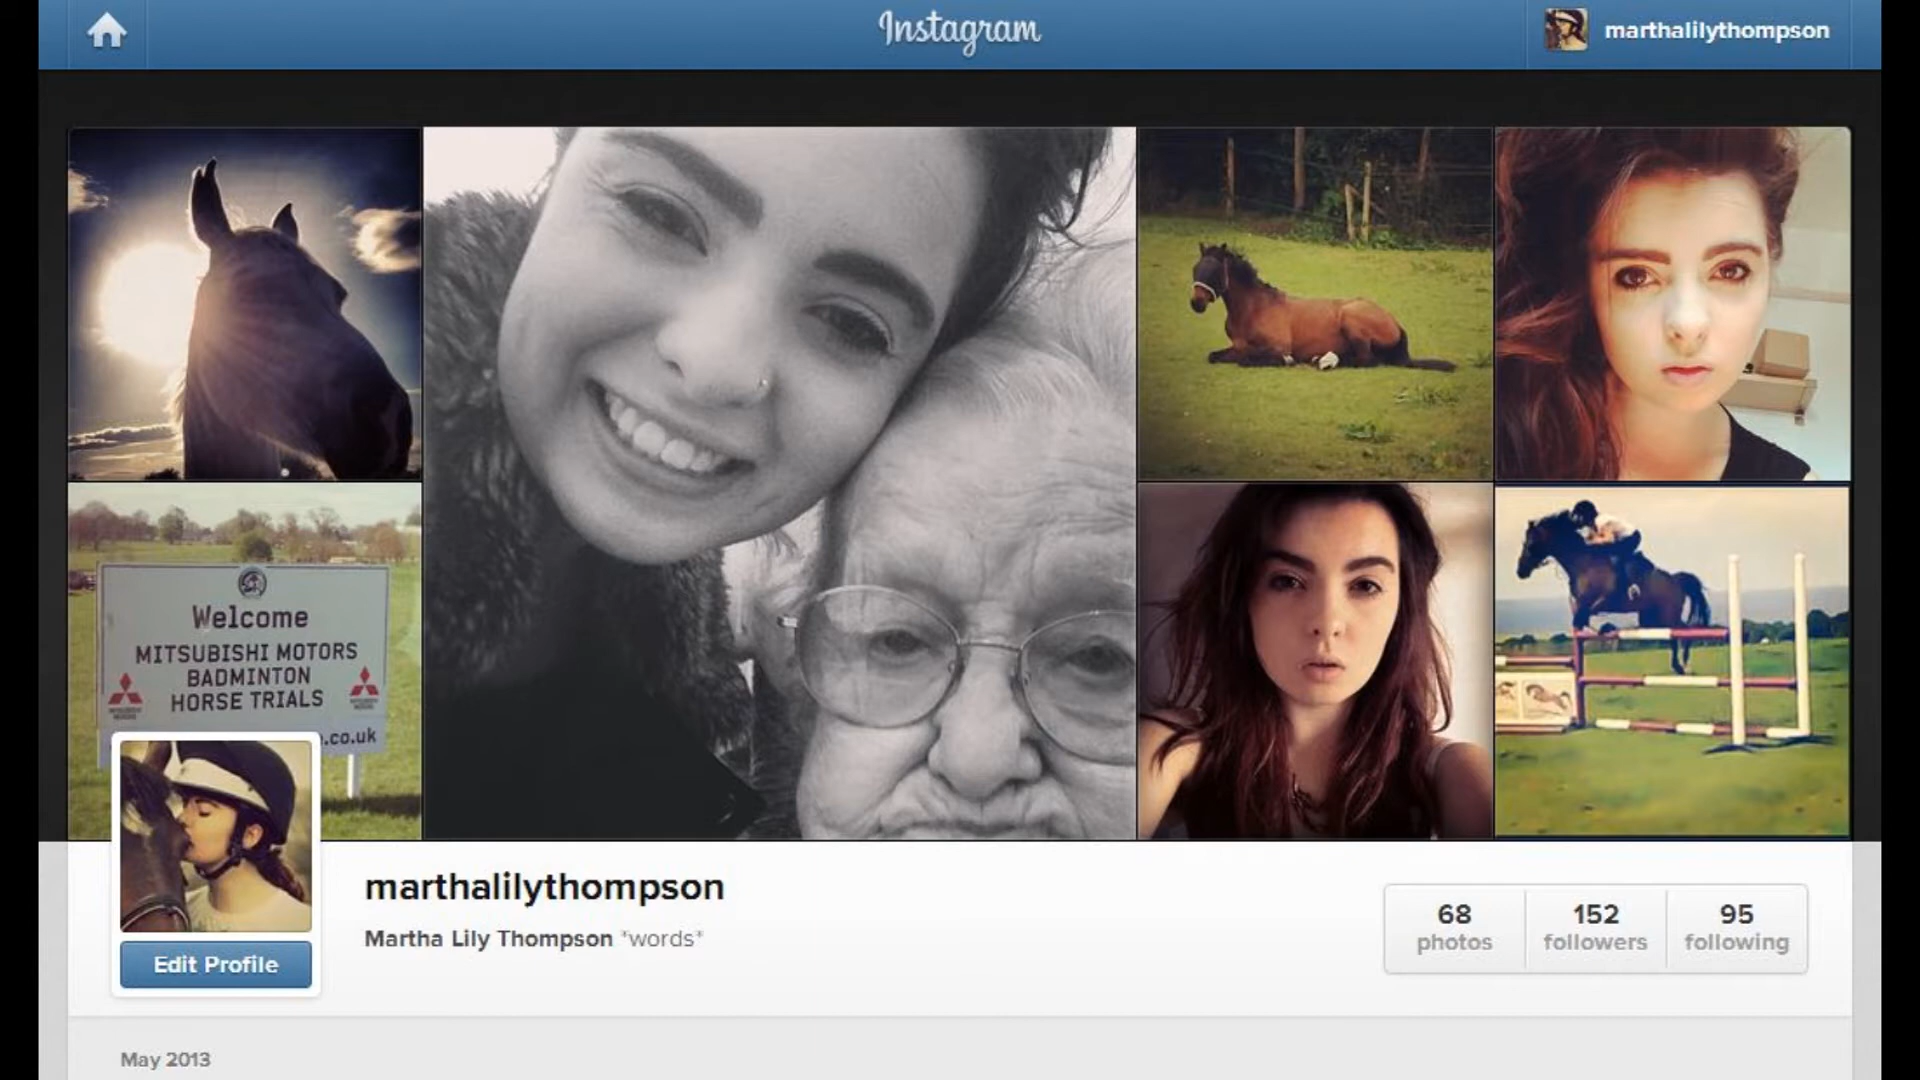 Instagram
marthalilythompson
Welcome
MITSUBISHI MOTORS
BADMINTON
HORSE TRIALS
.co.uk
marthalilythompson
Martha Lily Thompson *words*
Edit Profile
68
photos
152
followers
95
following
May 2013